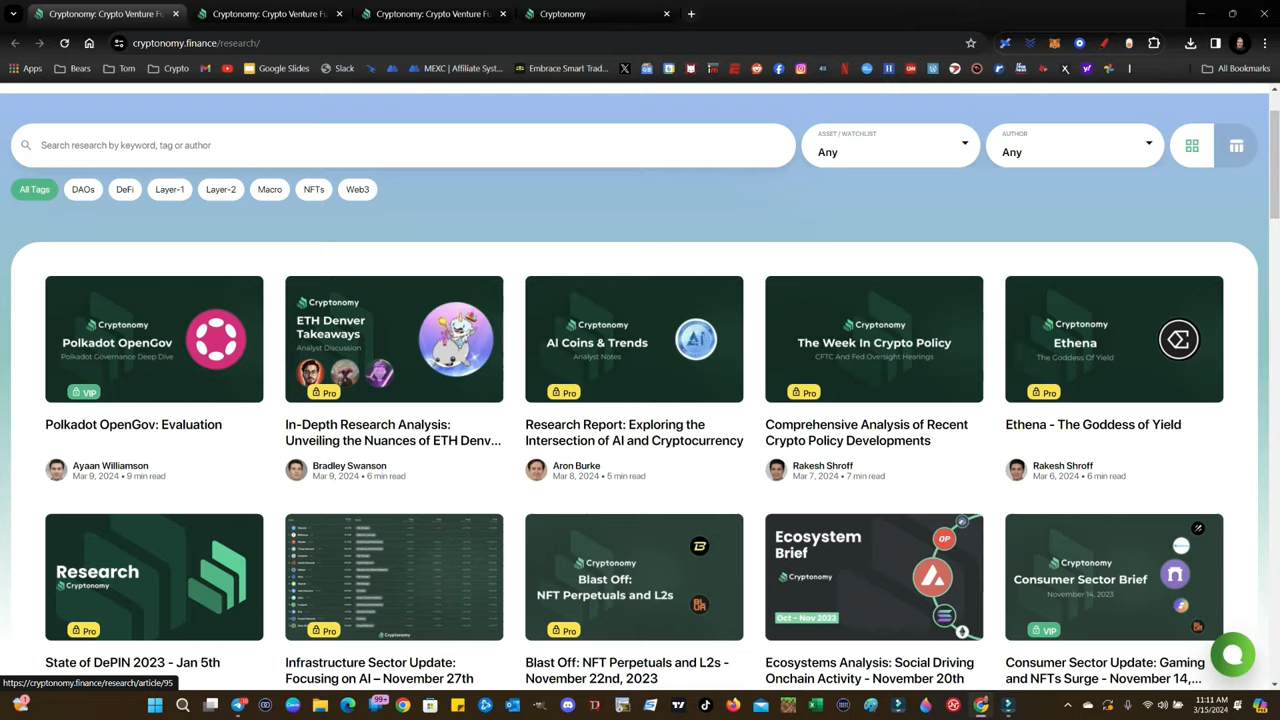 Cryptonomy: Crypto Venture Fu
Cryptonomy: Crypto Venture Fu
Cryptonomy: Crypto Venture Fu
Cryptonomy
cryptonomy.finance/research/
Apps
Bears
Tom
Crypto
Google Slides
Slack
MEXC | Affiliate Syst...
Embrace Smart Trad...
All Bookmarks
Search research by keyword, tag or author
ASSET / WATCHLIST
Any
AUTHOR
Any
All Tags
DAOs
DeFi
Layer-1
Layer-2
Macro
NFTs
Web3
Cryptonomy
Polkadot OpenGov
Polkadot Governance Deep Dive
VIP
Polkadot OpenGov: Evaluation
Ayaan Williamson
Mar 9, 2024 • 9 min read
Cryptonomy
ETH Denver
Takeaways
Analyst Discussion
Pro
In-Depth Research Analysis:
Unveiling the Nuances of ETH Denv...
Bradley Swanson
Mar 9, 2024 • 6 min read
Cryptonomy
AI Coins & Trends
Analyst Notes
Pro
Research Report: Exploring the
Intersection of AI and Cryptocurrency
Aron Burke
Mar 8, 2024 • 5 min read
Cryptonomy
The Week In Crypto Policy
CFTC And Fed Oversight Hearings
Pro
Comprehensive Analysis of Recent
Crypto Policy Developments
Rakesh Shroff
Mar 7, 2024 • 7 min read
Cryptonomy
Ethena
The Goddess Of Yield
Pro
Ethena - The Goddess of Yield
Rakesh Shroff
Mar 6, 2024 • 6 min read
Research
Cryptonomy
Pro
State of DePIN 2023 - Jan 5th
Pro
Cryptonomy
Infrastructure Sector Update:
Focusing on AI – November 27th
Cryptonomy
Blast Off:
NFT Perpetuals and L2s
Pro
Blast Off: NFT Perpetuals and L2s -
November 22nd, 2023
Ecosystem
Brief
Cryptonomy
Oct - Nov 2023
OP
Ecosystems Analysis: Social Driving
Onchain Activity - November 20th
Cryptonomy
Consumer Sector Brief
November 14, 2023
VIP
Consumer Sector Update: Gaming
and NFTs Surge - November 14,...
https://cryptonomy.finance/research/article/95
99+
11:11 AM
3/15/2024